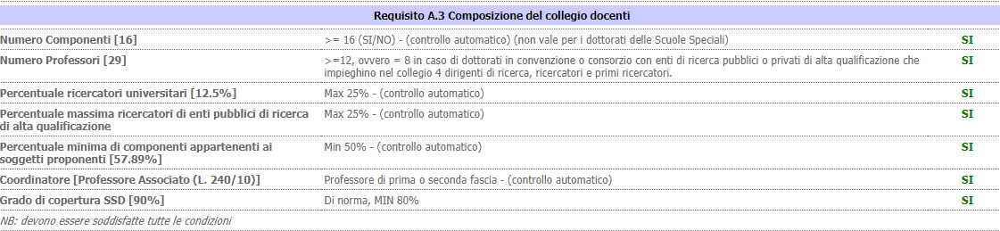 Requisito A.3 Composizione del collegio docenti
Numero Componenti [16] >= 16 (SI/NO) - (controllo automatico) (non vale per i dottorati delle Scuole Speciali) SI
Numero Professori [29] >=12, ovvero = 8 in caso di dottorati in convenzione o consorzio con enti di ricerca pubblici o privati di alta qualificazione che SI
impieghino nel collegio 4 dirigenti di ricerca, ricercatori e primi ricercatori.
Percentuale ricercatori universitari [12.5%] Max 25% - (controllo automatico) SI
Percentuale massima ricercatori di enti pubblici di ricerca Max 25% - (controllo automatico) SI
di alta qualificazione
Percentuale minima di componenti appartenenti ai Min 50% - (controllo automatico) SI
soggetti proponenti [57.89%]
Coordinatore [Professore Associato (L. 240/10)] Professore di prima o seconda fascia - (controllo automatico) SI
Grado di copertura SSD [90%] Di norma, MIN 80% SI
NB: devono essere soddisfatte tutte le condizioni